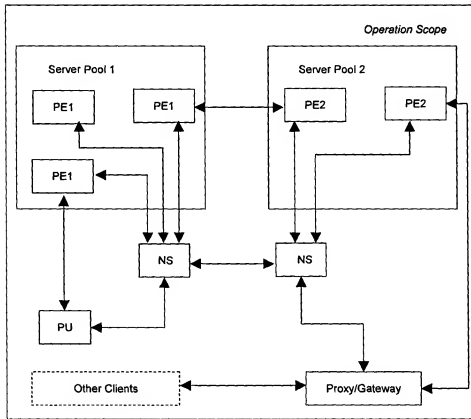 Operation Scope
Server Pool 1
Server Pool 2
PE1
PE1
PE2
PE2
PE1
NS
NS
PU
Other Clients
Proxy/Gateway